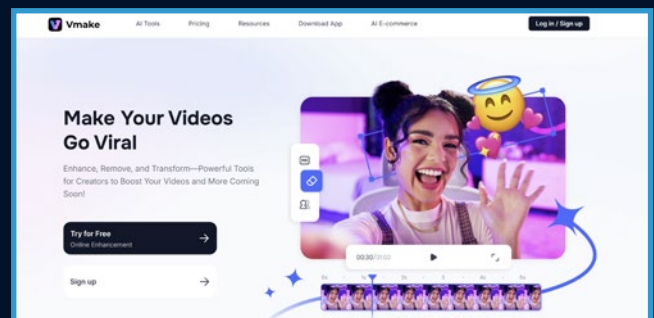 Vmake
AI Tools
Pricing
Resources
Download App
AI E-commerce
Log in / Sign up
Make Your Videos
Go Viral
Enhance, Remove, and Transform—Powerful Tools
for Creators to Boost Your Videos and More Coming
Soon!
Try for Free
Online Enhancement
Sign up